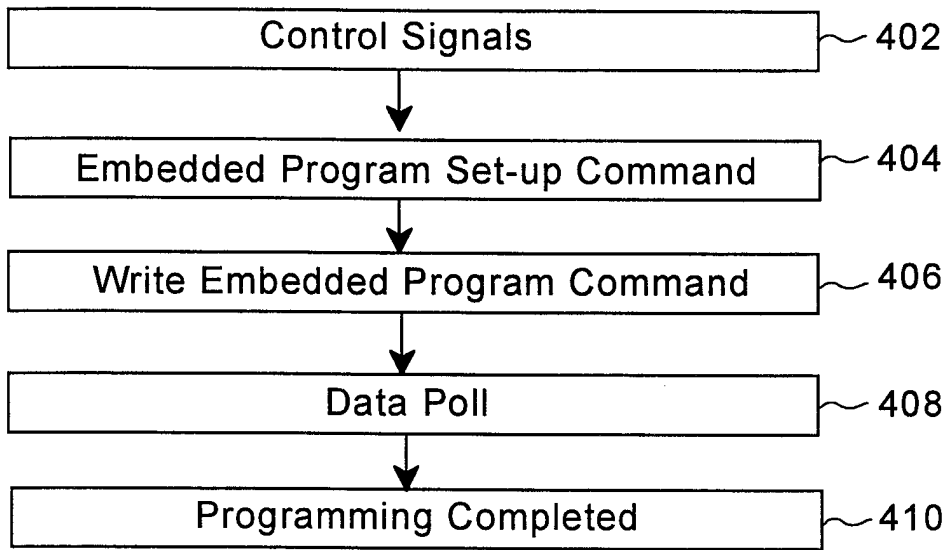 Control Signals 402
Embedded Program Set-up Command 404
Write Embedded Program Command 406
Data Poll 408
Programming Completed 410